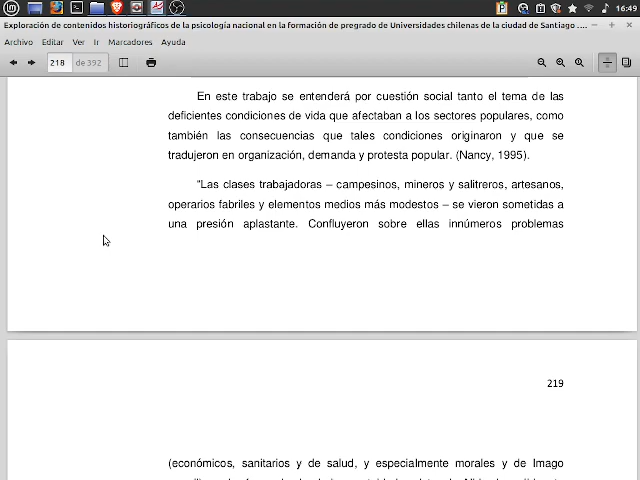 16:49
Exploración de contenidos historiográficos de la psicología nacional en la formación de pregrado de Universidades chilenas de la ciudad de Santiago ....
Archivo Editar Ver Ir Marcadores Ayuda
218 de 392
En este trabajo se entenderá por cuestión social tanto el tema de las
deficientes condiciones de vida que afectaban a los sectores populares, como
también las consecuencias que tales condiciones originaron y que se
tradujeron en organización, demanda y protesta popular. (Nancy, 1995).
"Las clases trabajadoras – campesinos, mineros y salitreros, artesanos,
operarios fabriles y elementos medios más modestos – se vieron sometidas a
una presión aplastante. Confluyeron sobre ellas innúmeros problemas
219
(económicos, sanitarios y de salud, y especialmente morales y de Imago